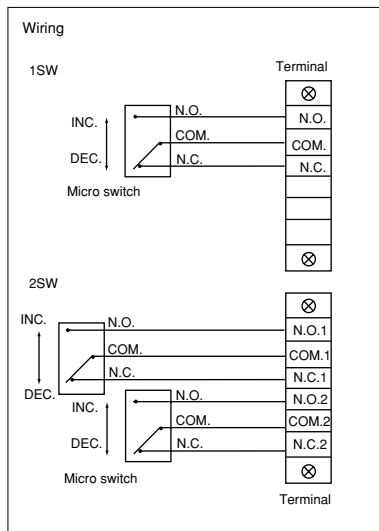 Wiring
1SW
Terminal
N.O.
N.O.
INC.
COM.
COM.
DEC.
N.C.
N.C.
Micro switch
2SW
INC.
N.O.
N.O.1
COM.
COM.1
N.C.
N.C.1
DEC.
INC.
N.O.
N.O.2
COM.
COM.2
DEC.
N.C.
N.C.2
Micro switch
Terminal